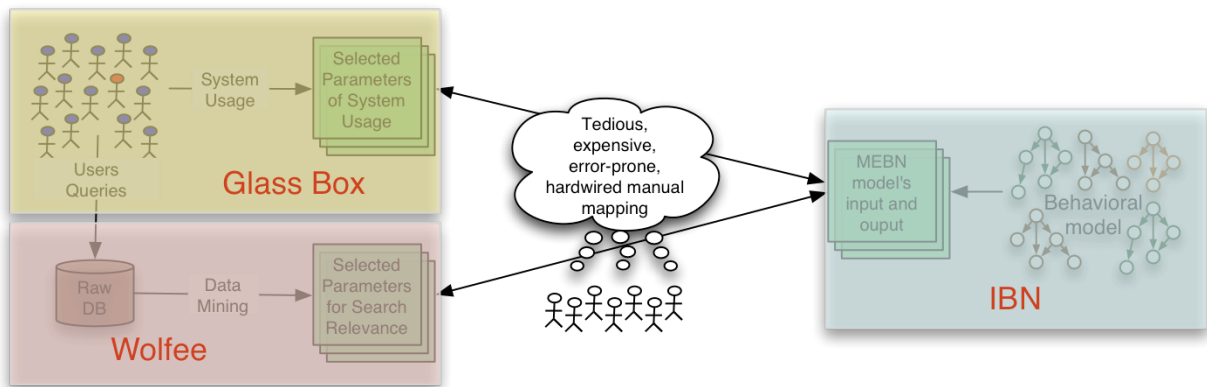 System
Usage
Selected
Parameters
of System
Usage
Users
Queries
Glass Box
Raw
DB
Data
Mining
Selected
Parameters
for Search
Relevance
Wolfee
Tedious,
expensive,
error-prone,
hardwired manual
mapping
MEBN
model's
input and
ouput
Behavioral
model
IBN